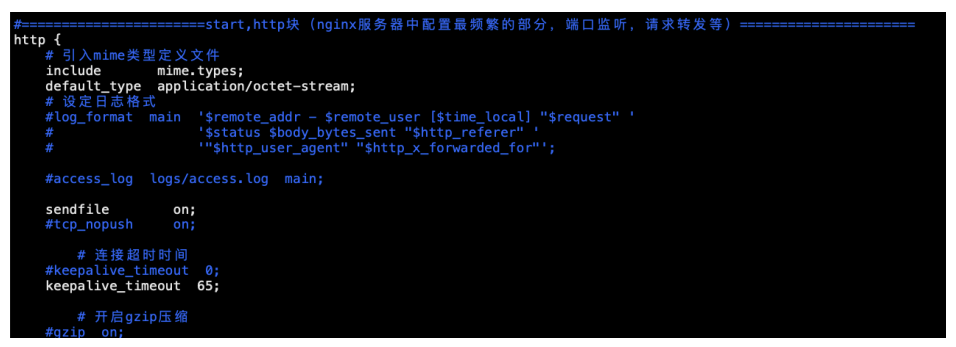 #=======================start,http块（nginx服务器中配置最频繁的部分，端口监听，请求转发等）======================
http {
    # 引入mime类型定义文件
    include       mime.types;
    default_type  application/octet-stream;
    # 设定日志格式
    #log_format  main  '$remote_addr - $remote_user [$time_local] "$request" '
    #                  '$status $body_bytes_sent "$http_referer" '
    #                  '"$http_user_agent" "$http_x_forwarded_for"';
    #access_log  logs/access.log  main;
    sendfile        on;
    #tcp_nopush     on;
        # 连接超时时间
    #keepalive_timeout  0;
    keepalive_timeout  65;
        # 开启gzip压缩
    #gzip  on;